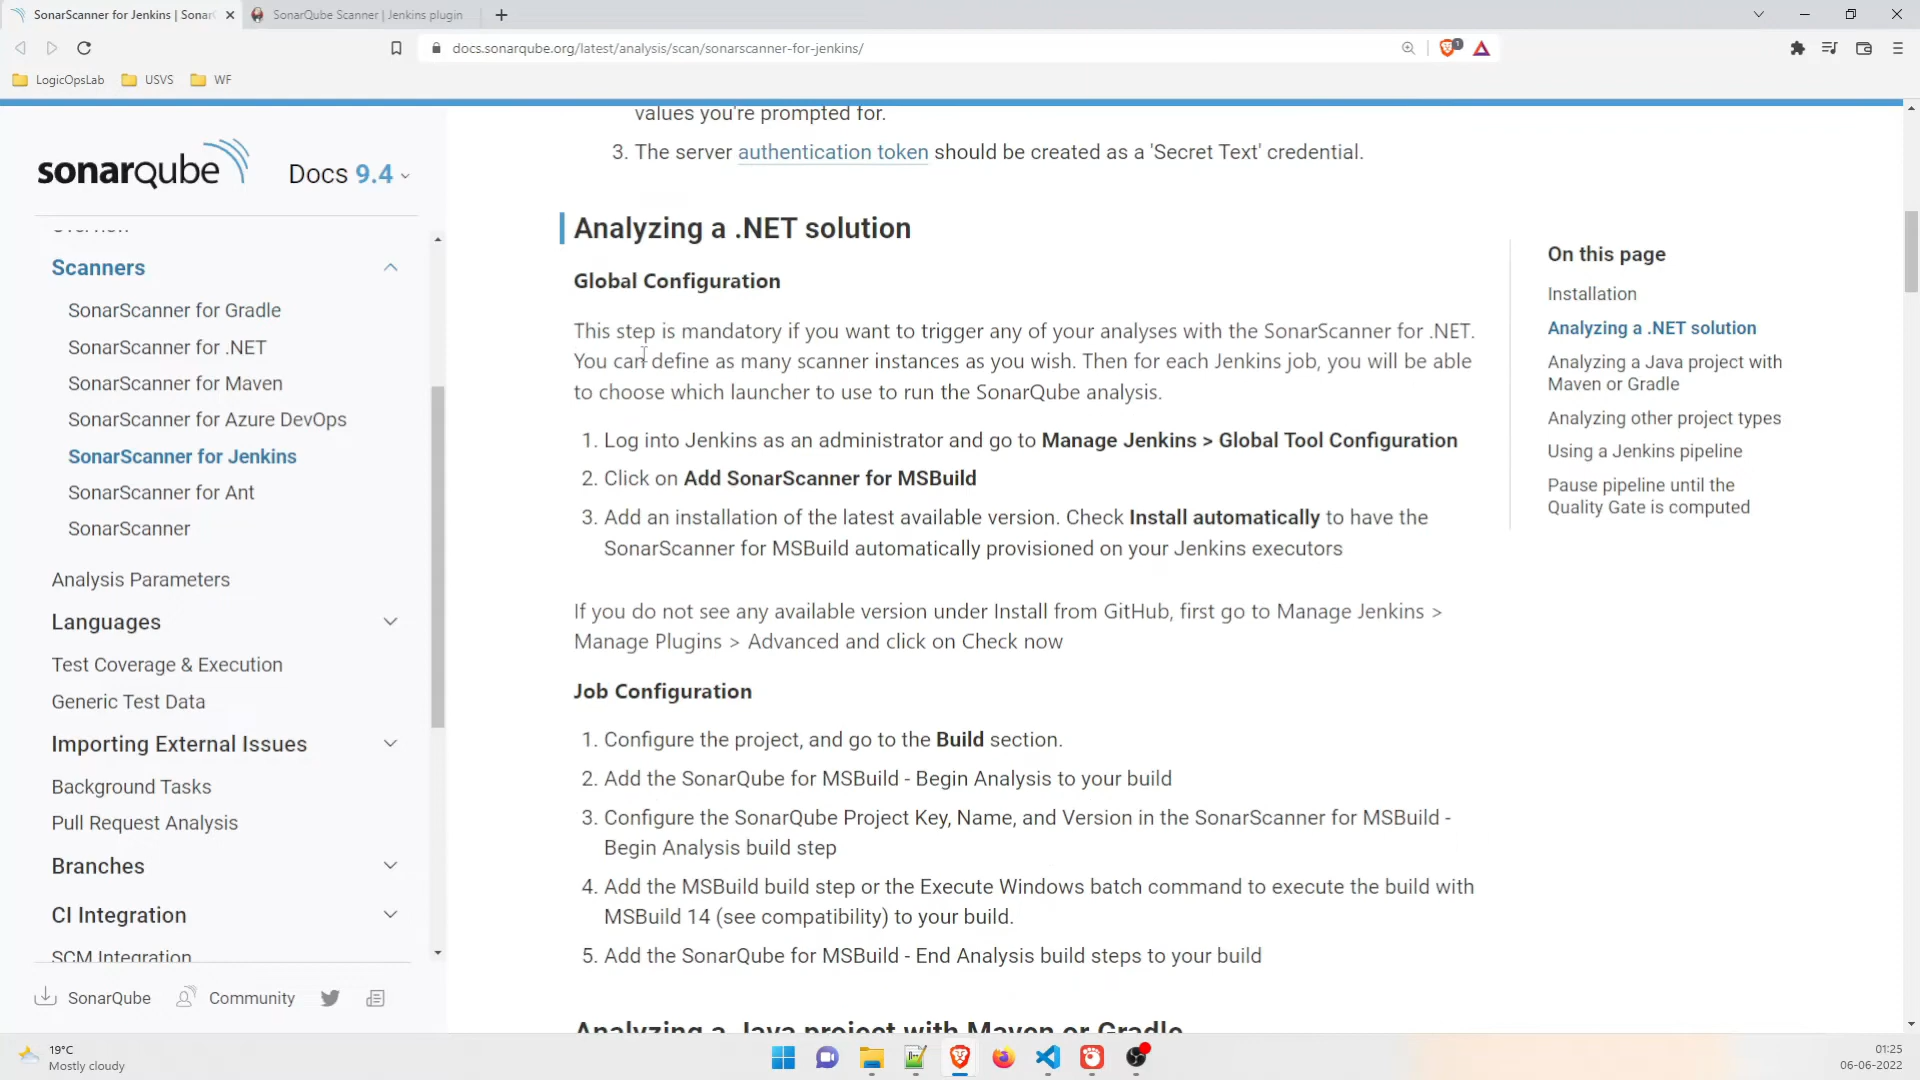 SonarScanner for Jenkins | Sonar
SonarQube Scanner | Jenkins plugin
docs.sonarqube.org/latest/analysis/scan/sonarscanner-for-jenkins/
1
LogicOpsLab
USVS
WF
sonarqube
Docs 9.4
Overview
Scanners
SonarScanner for Gradle
SonarScanner for .NET
SonarScanner for Maven
SonarScanner for Azure DevOps
SonarScanner for Jenkins
SonarScanner for Ant
SonarScanner
Analysis Parameters
Languages
Test Coverage & Execution
Generic Test Data
Importing External Issues
Background Tasks
Pull Request Analysis
Branches
CI Integration
SCM Integration
SonarQube
Community
values you're prompted for.
3. The server authentication token should be created as a 'Secret Text' credential.
Analyzing a .NET solution
Global Configuration
This step is mandatory if you want to trigger any of your analyses with the SonarScanner for .NET.
You can define as many scanner instances as you wish. Then for each Jenkins job, you will be able
to choose which launcher to use to run the SonarQube analysis.
1. Log into Jenkins as an administrator and go to Manage Jenkins > Global Tool Configuration
2. Click on Add SonarScanner for MSBuild
3. Add an installation of the latest available version. Check Install automatically to have the
SonarScanner for MSBuild automatically provisioned on your Jenkins executors
If you do not see any available version under Install from GitHub, first go to Manage Jenkins >
Manage Plugins > Advanced and click on Check now
Job Configuration
1. Configure the project, and go to the Build section.
2. Add the SonarQube for MSBuild - Begin Analysis to your build
3. Configure the SonarQube Project Key, Name, and Version in the SonarScanner for MSBuild -
Begin Analysis build step
4. Add the MSBuild build step or the Execute Windows batch command to execute the build with
MSBuild 14 (see compatibility) to your build.
5. Add the SonarQube for MSBuild - End Analysis build steps to your build
Analyzing a Java project with Maven or Gradle
On this page
Installation
Analyzing a .NET solution
Analyzing a Java project with
Maven or Gradle
Analyzing other project types
Using a Jenkins pipeline
Pause pipeline until the
Quality Gate is computed
19°C
Mostly cloudy
01:25
06-06-2022